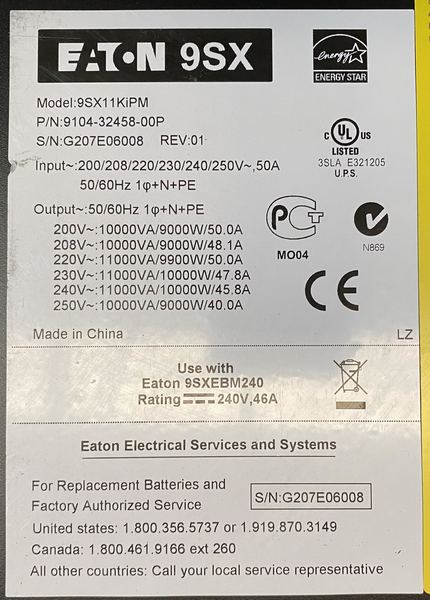 EATON 9SX
energy
ENERGY STAR
Model:9SX11KiPM
P/N:9104-32458-00P
S/N:G207E06008 REV:01
Input~:200/208/220/230/240/250V~,50A
50/60Hz 1φ+N+PE
C UL US
LISTED
3SLA E321205
U.P.S.
Output~:50/60Hz 1φ+N+PE
200V~:10000VA/9000W/50.0A
208V~:10000VA/9000W/48.1A
220V~:11000VA/9900W/50.0A
230V~:11000VA/10000W/47.8A
240V~:11000VA/10000W/45.8A
250V~:10000VA/9000W/40.0A
PCT
MO04
N869
CE
Made in China
LZ
Use with
Eaton 9SXEBM240
Rating 240V,46A
Eaton Electrical Services and Systems
For Replacement Batteries and
Factory Authorized Service
S/N:G207E06008
United states: 1.800.356.5737 or 1.919.870.3149
Canada: 1.800.461.9166 ext 260
All other countries: Call your local service representative